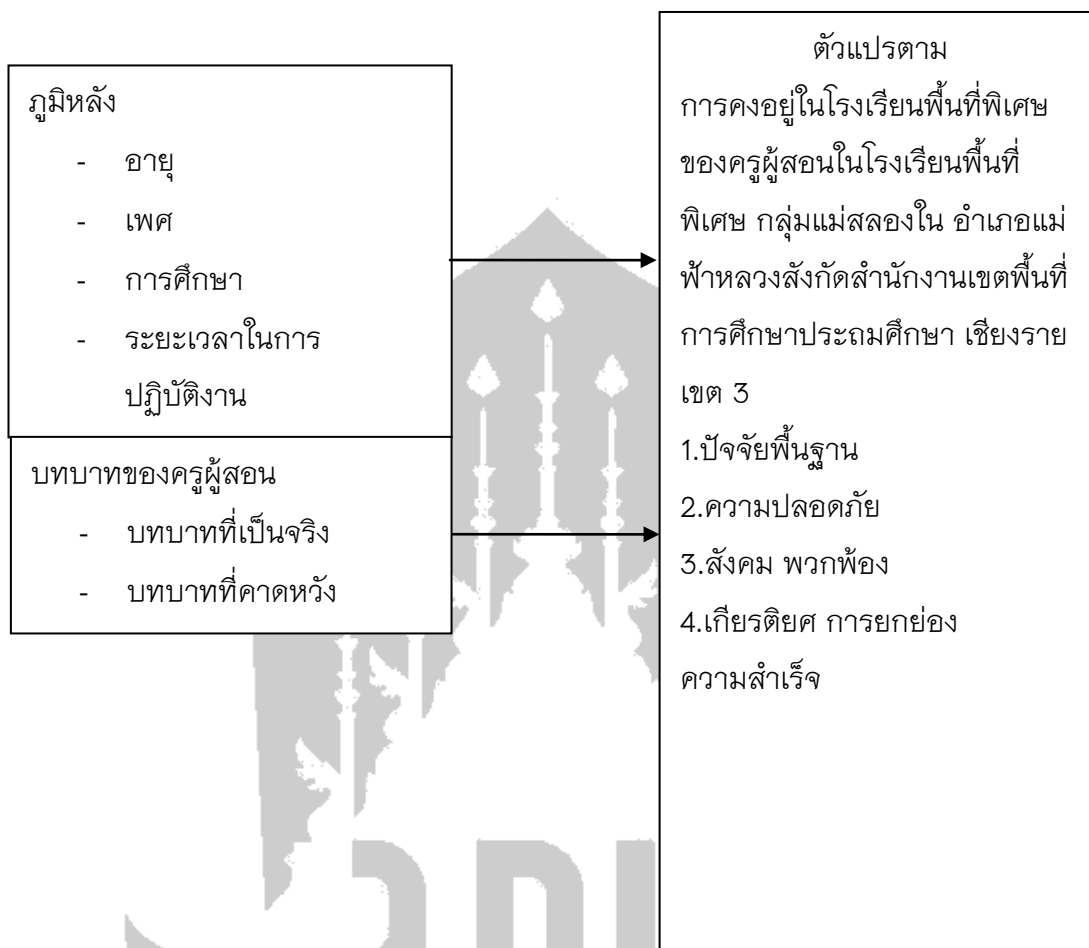 ภูมิหลัง
- อายุ
- เพศ
- การศึกษา
- ระยะเวลาในการ
ปฏิบัติงาน
บทบาทของครูผู้สอน
- บทบาทที่เป็นจริง
- บทบาทที่คาดหวัง
ตัวแปรตาม
การคงอยู่ในโรงเรียนพื้นที่พิเศษ
ของครูผู้สอนในโรงเรียนพื้นที่
พิเศษ กลุ่มแม่สลองใน อำเภอแม่
ฟ้าหลวงสังกัดสำนักงานเขตพื้นที่
การศึกษาประถมศึกษา เชียงราย
เขต 3
1.ปัจจัยพื้นฐาน
2.ความปลอดภัย
3.สังคม พวกพ้อง
4.เกียรติยศ การยกย่อง
ความสำเร็จ